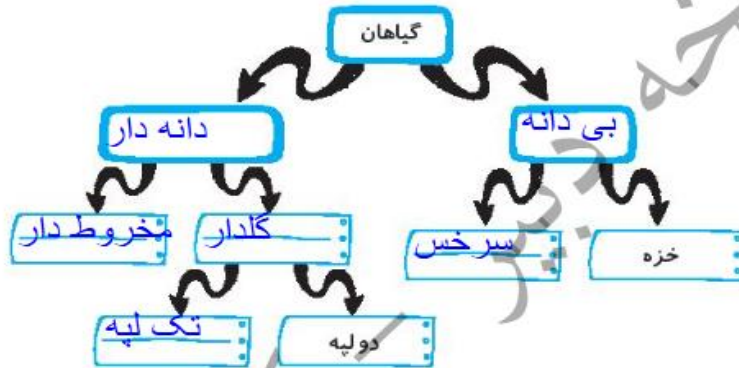 گیاهان
بی دانه
دانه دار
خزه
سرخس
گلدار
مخروط دار
دولپه
تک لپه